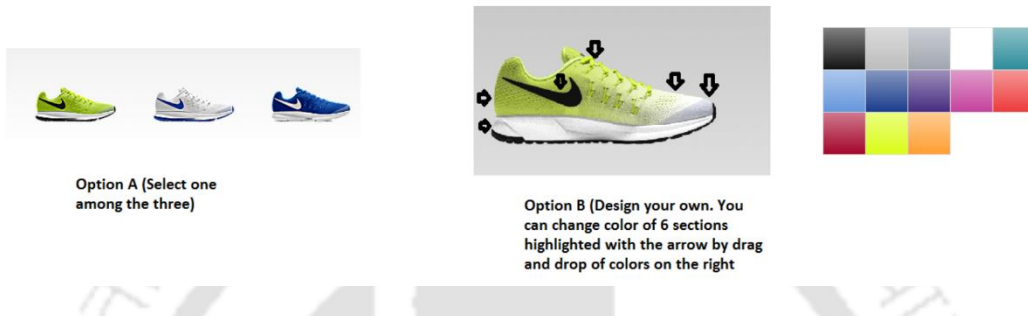 Option A (Select one
among the three)
Option B (Design your own. You
can change color of 6 sections
highlighted with the arrow by drag
and drop of colors on the right